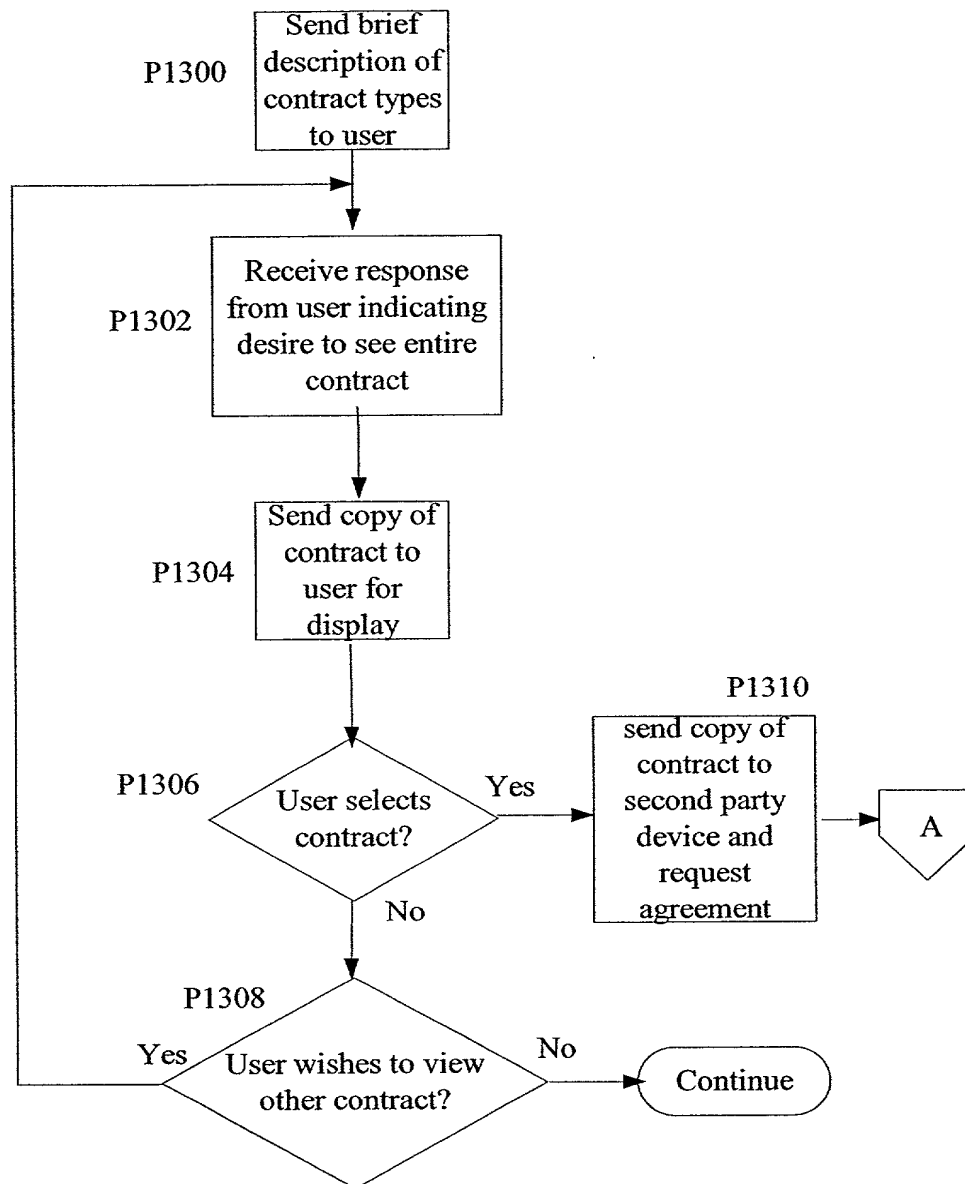 Send brief
description of
contract types
to user
P1300
Receive response
from user indicating
desire to see entire
contract
P1302
Send copy of
contract to
user for
display
P1304
P1306
User selects
contract?
Yes
No
P1310
send copy of
contract to
second party
device and
request
agreement
A
P1308
Yes
User wishes to view
other contract?
No
Continue